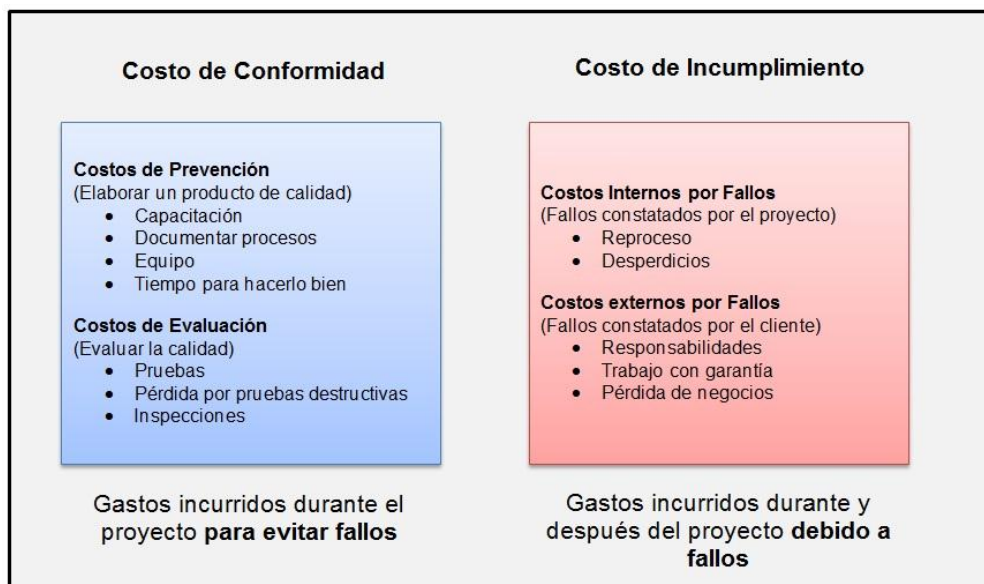 Costo de Conformidad
Costos de Prevención
(Elaborar un producto de calidad)
• Capacitación
• Documentar procesos
• Equipo
• Tiempo para hacerlo bien
Costos de Evaluación
(Evaluar la calidad)
• Pruebas
• Pérdida por pruebas destructivas
• Inspecciones
Gastos incurridos durante el
proyecto para evitar fallos
Costo de Incumplimiento
Costos Internos por Fallos
(Fallos constatados por el proyecto)
• Reproceso
• Desperdicios
Costos externos por Fallos
(Fallos constatados por el cliente)
• Responsabilidades
• Trabajo con garantía
• Pérdida de negocios
Gastos incurridos durante y
después del proyecto debido a
fallos